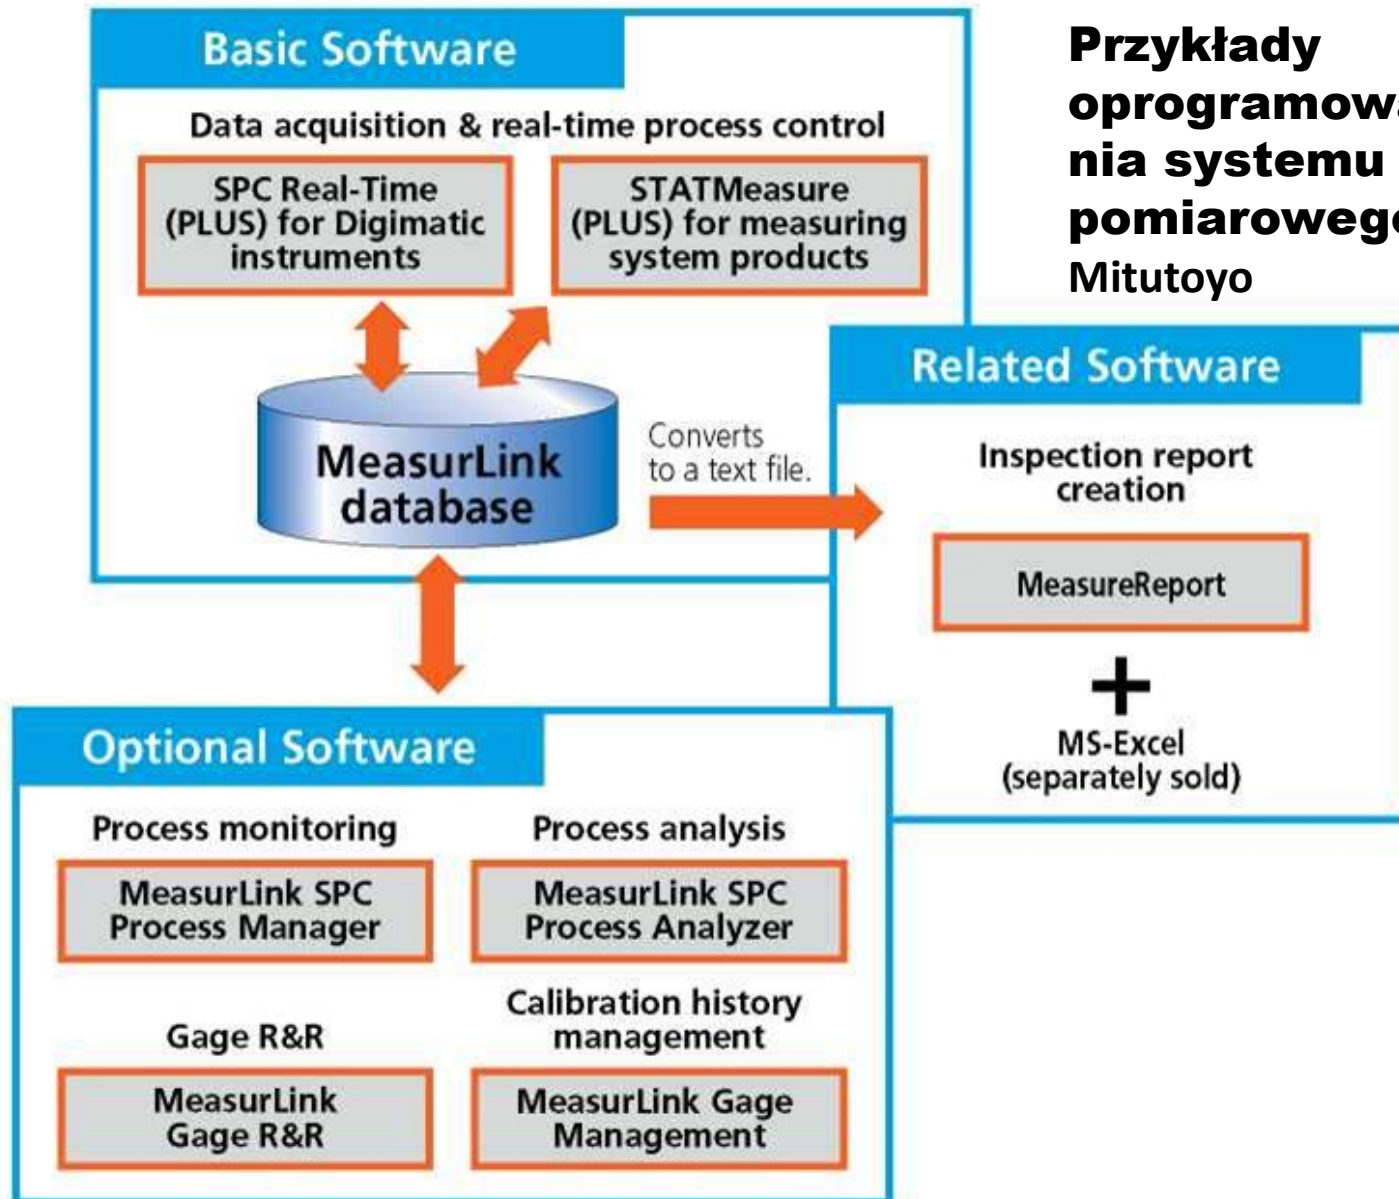 Basic Software
Data acquisition & real-time process control
SPC Real-Time
(PLUS) for Digimatic
instruments
STATMeasure
(PLUS) for measuring
system products
MeasurLink
database
Converts
to a text file.
Przykłady
oprogramowa
nia systemu
pomiarowego
Mitutoyo
Related Software
Inspection report
creation
MeasureReport
+
MS-Excel
(separately sold)
Optional Software
Process monitoring
MeasurLink SPC
Process Manager
Process analysis
MeasurLink SPC
Process Analyzer
Gage R&R
MeasurLink
Gage R&R
Calibration history
management
MeasurLink Gage
Management